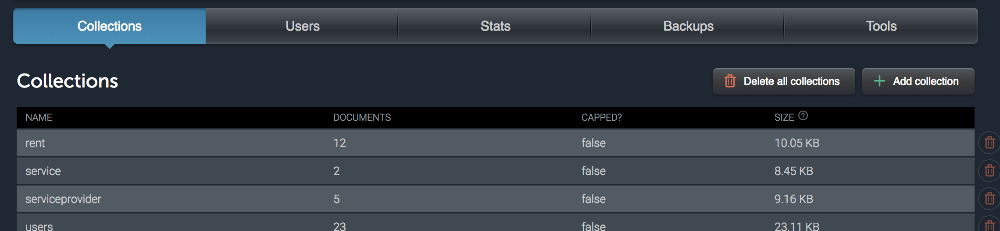 Collections Users Stats Backups Tools
Collections Delete all collections Add collection
NAME DOCUMENTS CAPPED? SIZE ?
rent 12 false 10.05 KB
service 2 false 8.45 KB
serviceprovider 5 false 9.16 KB
users 23 false 23.11 KB